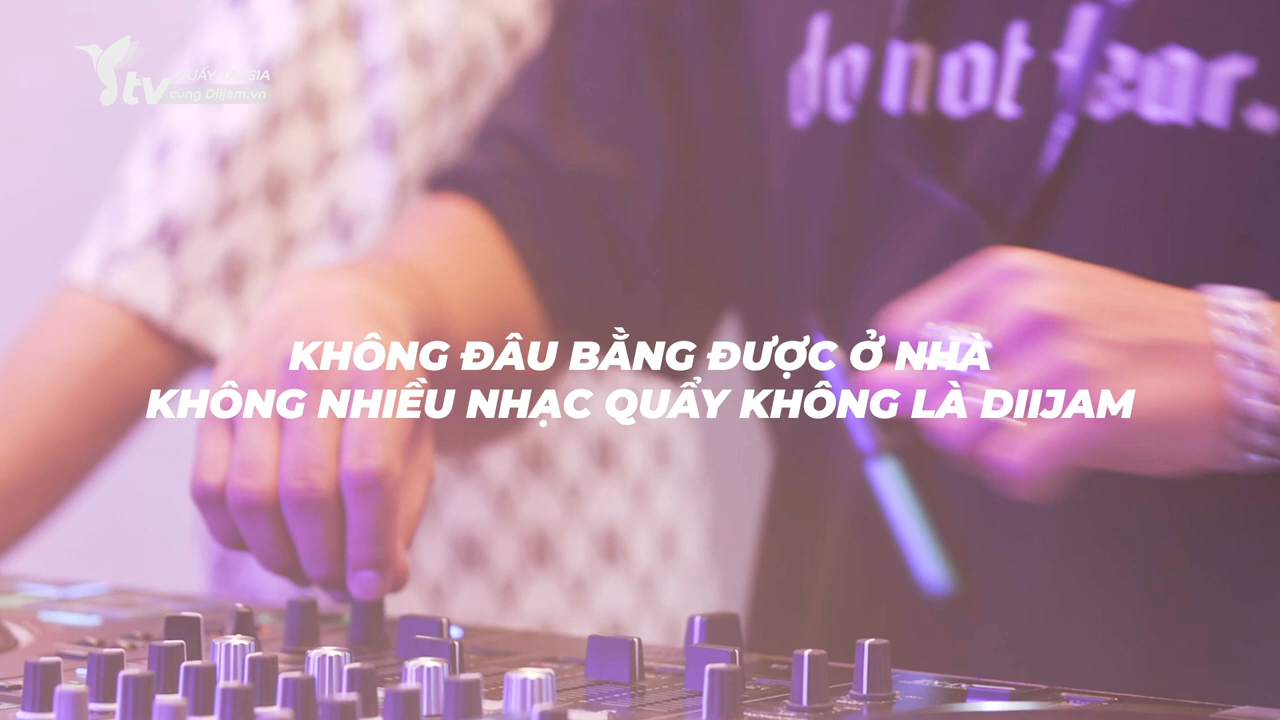 tv QUẨY TẠI GIA
cùng Diijam.vn
do not fear.
KHÔNG ĐÂU BẰNG ĐƯỢC Ở NHÀ
KHÔNG NHIỀU NHẠC QUẨY KHÔNG LÀ DIIJAM